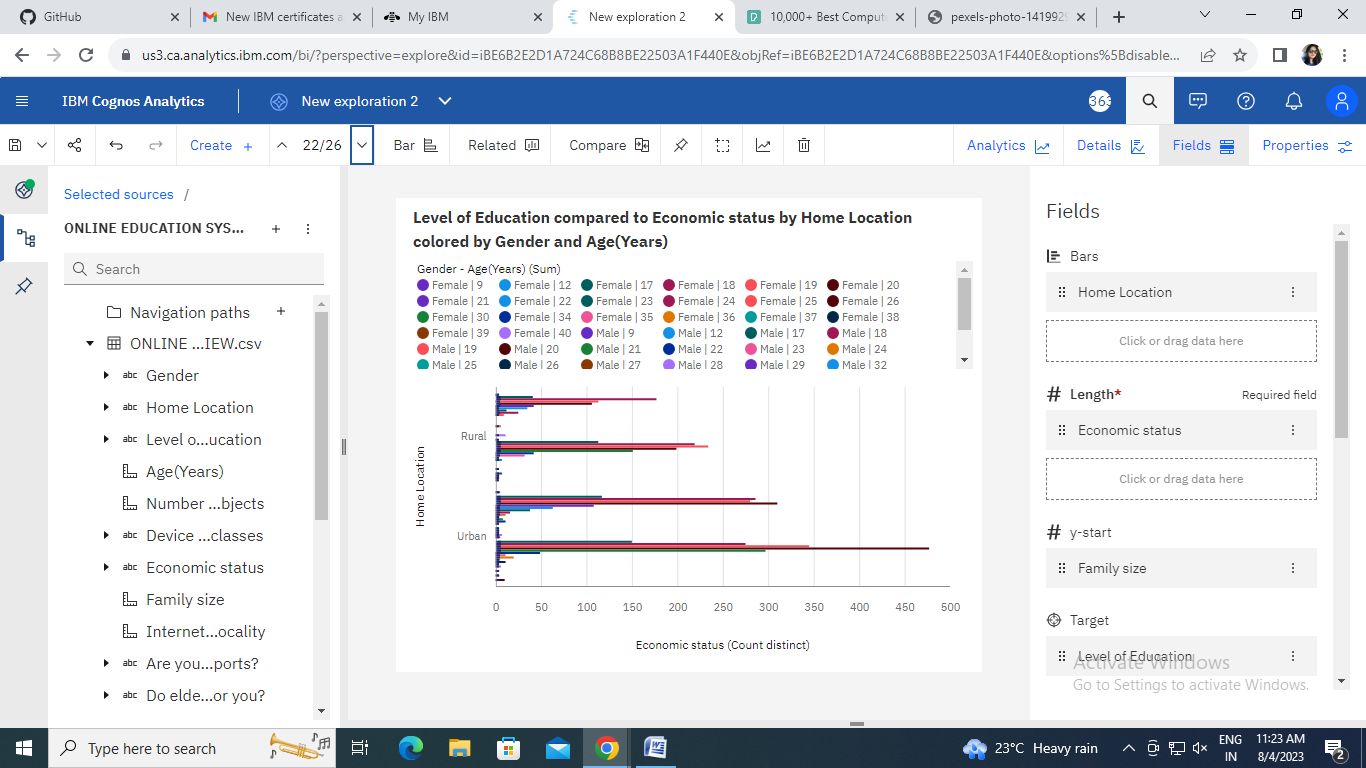 GitHub
New IBM certificates a
My IBM
New exploration 2
10,000+ Best Comput
pexels-photo-1419925
us3.ca.analytics.ibm.com/bi/?perspective=explore&id=iBE6B2E2D1A724C68B8BE22503A1F440E&objRef=iBE6B2E2D1A724C68B8BE22503A1F440E&options%5Bdisable...
IBM Cognos Analytics
New exploration 2
363
Create +
22/26
Bar
Related
Compare
Analytics
Details
Fields
Properties
Selected sources /
ONLINE EDUCATION SYS...
Search
Navigation paths +
ONLINE ...IEW.csv
abc Gender
abc Home Location
abc Level o...ucation
Age(Years)
Number ...bjects
abc Device ...classes
abc Economic status
Family size
Internet...ocality
abc Are you...ports?
abc Do elde...or you?
Level of Education compared to Economic status by Home Location
colored by Gender and Age(Years)
Gender - Age(Years) (Sum)
Female | 9 Female | 12 Female | 17 Female | 18 Female | 19 Female | 20
Female | 21 Female | 22 Female | 23 Female | 24 Female | 25 Female | 26
Female | 30 Female | 34 Female | 35 Female | 36 Female | 37 Female | 38
Female | 39 Female | 40 Male | 9 Male | 12 Male | 17 Male | 18
Male | 19 Male | 20 Male | 21 Male | 22 Male | 23 Male | 24
Male | 25 Male | 26 Male | 27 Male | 28 Male | 29 Male | 32
Home Location
Rural
Urban
0 50 100 150 200 250 300 350 400 450 500
Economic status (Count distinct)
Fields
Bars
Home Location
Click or drag data here
# Length* Required field
Economic status
Click or drag data here
# y-start
Family size
Target
Level of Education
Activate Windows
Go to Settings to activate Windows.
Type here to search
23°C Heavy rain
ENG
IN
11:23 AM
8/4/2023
2